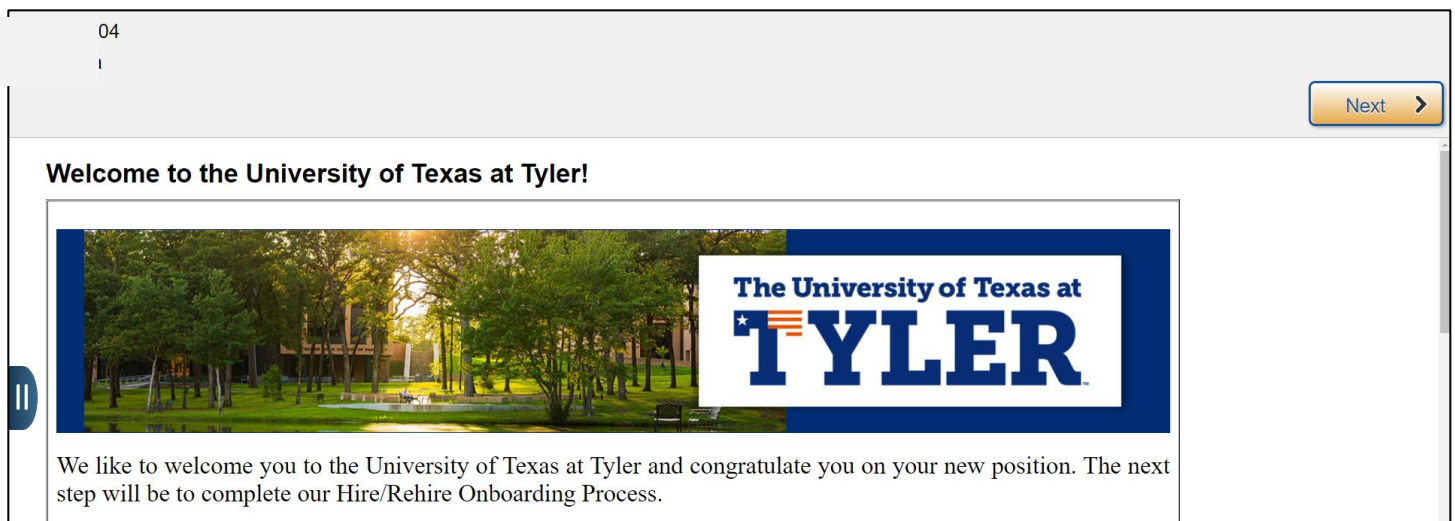 04
Next
Welcome to the University of Texas at Tyler!
The University of Texas at
TYLER
We like to welcome you to the University of Texas at Tyler and congratulate you on your new position. The next
step will be to complete our Hire/Rehire Onboarding Process.